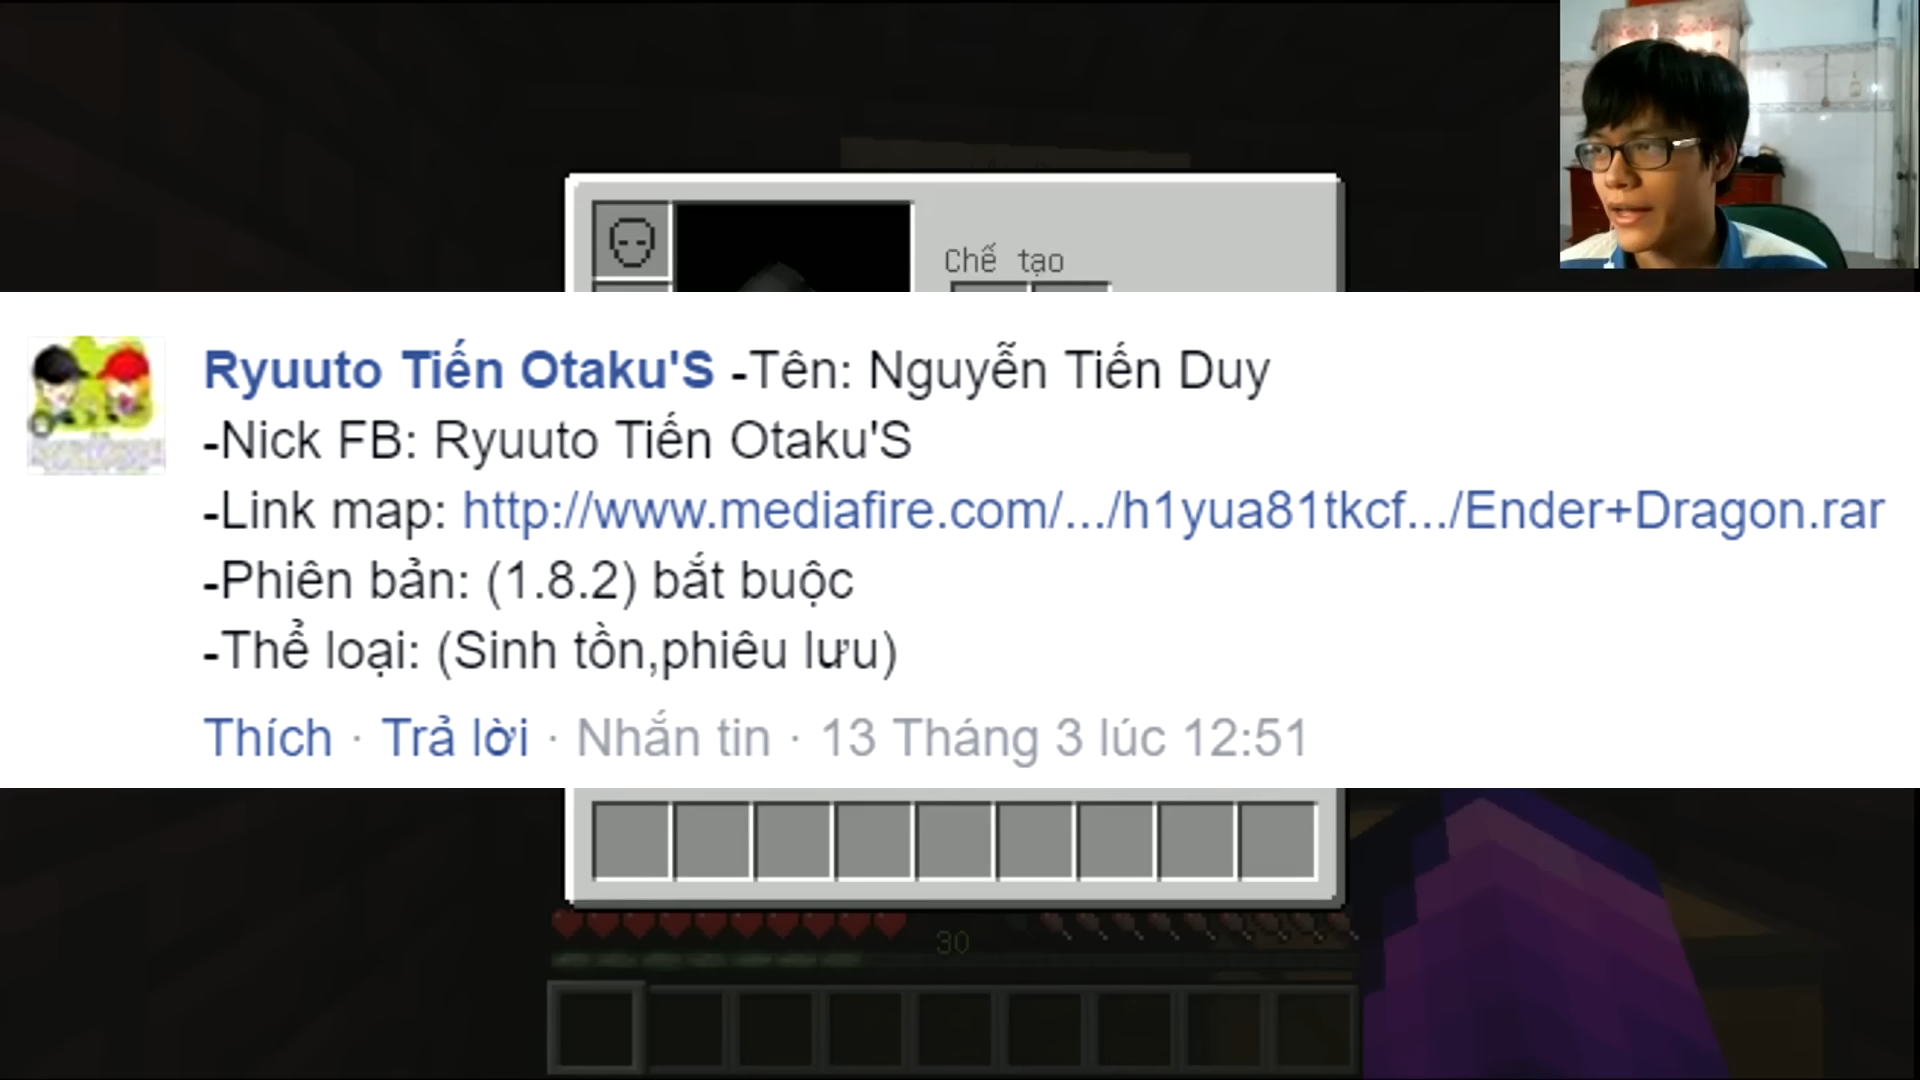 Chế tạo
Ryuuto Tiến Otaku'S -Tên: Nguyễn Tiến Duy
-Nick FB: Ryuuto Tiến Otaku'S
-Link map: http://www.mediafire.com/.../h1yua81tkcf.../Ender+Dragon.rar
-Phiên bản: (1.8.2) bắt buộc
-Thể loại: (Sinh tồn,phiêu lưu)
Thích · Trả lời · Nhắn tin · 13 Tháng 3 lúc 12:51
30